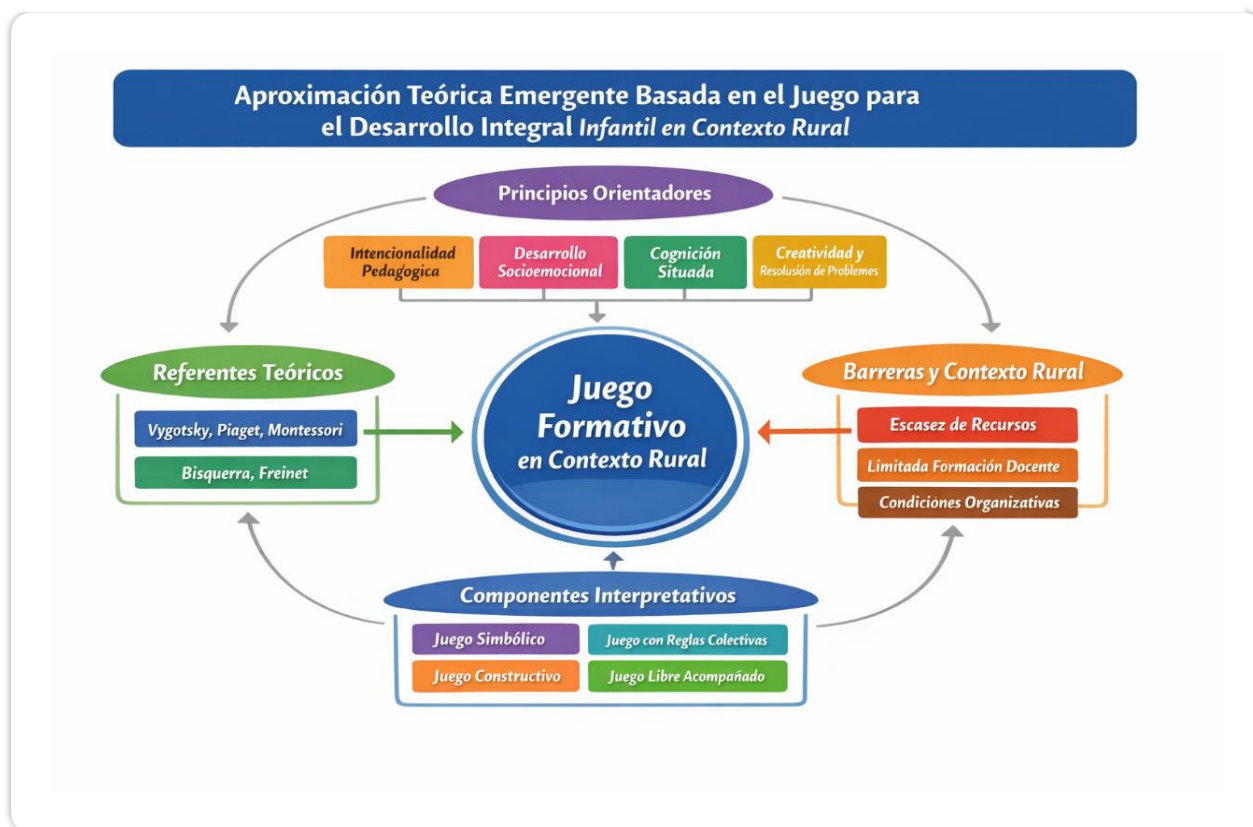 Aproximación Teórica Emergente Basada en el Juego para
el Desarrollo Integral Infantil en Contexto Rural
Principios Orientadores
Intencionalidad
Pedagógica
Desarrollo
Socioemocional
Cognición
Situada
Creatividad y
Resolución de Problemes
Referentes Teóricos
Vygotsky, Piaget, Montessori
Bisquerra, Freinet
Juego
Formativo
en Contexto Rural
Barreras y Contexto Rural
Escasez de Recursos
Limitada Formación Docente
Condiciones Organizativas
Componentes Interpretativos
Juego Simbólico
Juego con Reglas Colectivas
Juego Constructivo
Juego Libre Acompañado